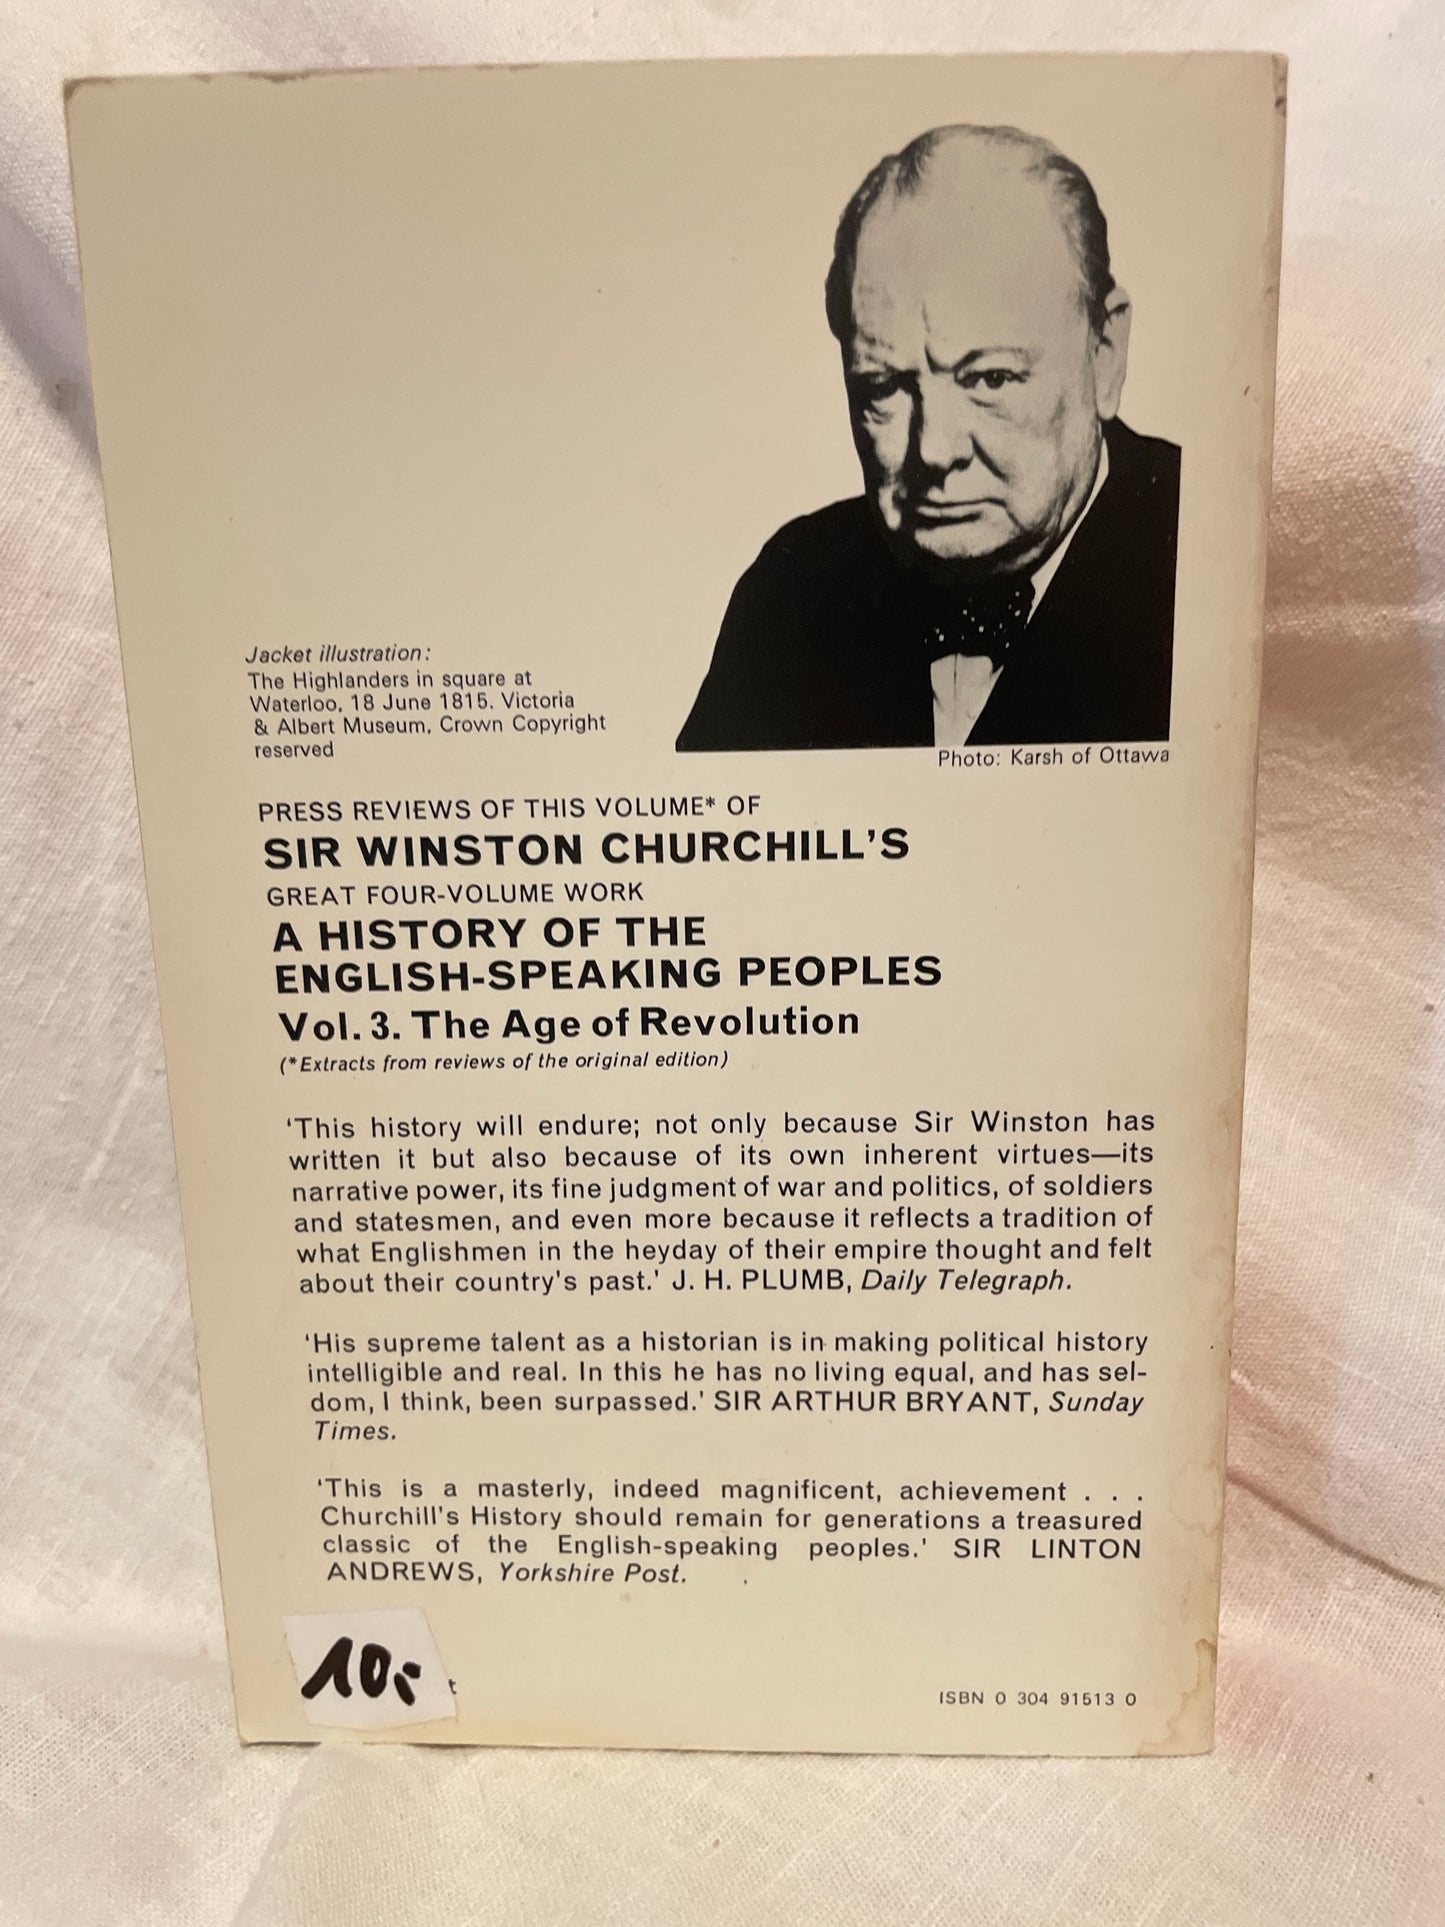 Jacket illustration:
The Highlanders in square at
Waterloo, 18 June 1815. Victoria
& Albert Museum, Crown Copyright
reserved
Photo: Karsh of Ottawa
PRESS REVIEWS OF THIS VOLUME* OF
SIR WINSTON CHURCHILL'S
GREAT FOUR-VOLUME WORK
A HISTORY OF THE
ENGLISH-SPEAKING PEOPLES
Vol. 3. The Age of Revolution
(*Extracts from reviews of the original edition)
'This history will endure; not only because Sir Winston has
written it but also because of its own inherent virtues—its
narrative power, its fine judgment of war and politics, of soldiers
and statesmen, and even more because it reflects a tradition of
what Englishmen in the heyday of their empire thought and felt
about their country's past.' J. H. PLUMB, Daily Telegraph.
'His supreme talent as a historian is in making political history
intelligible and real. In this he has no living equal, and has sel-
dom, I think, been surpassed.' SIR ARTHUR BRYANT, Sunday
Times.
'This is a masterly, indeed magnificent, achievement . . .
Churchill's History should remain for generations a treasured
classic of the English-speaking peoples.' SIR LINTON
ANDREWS, Yorkshire Post.
10,-
ISBN 0 304 91513 0